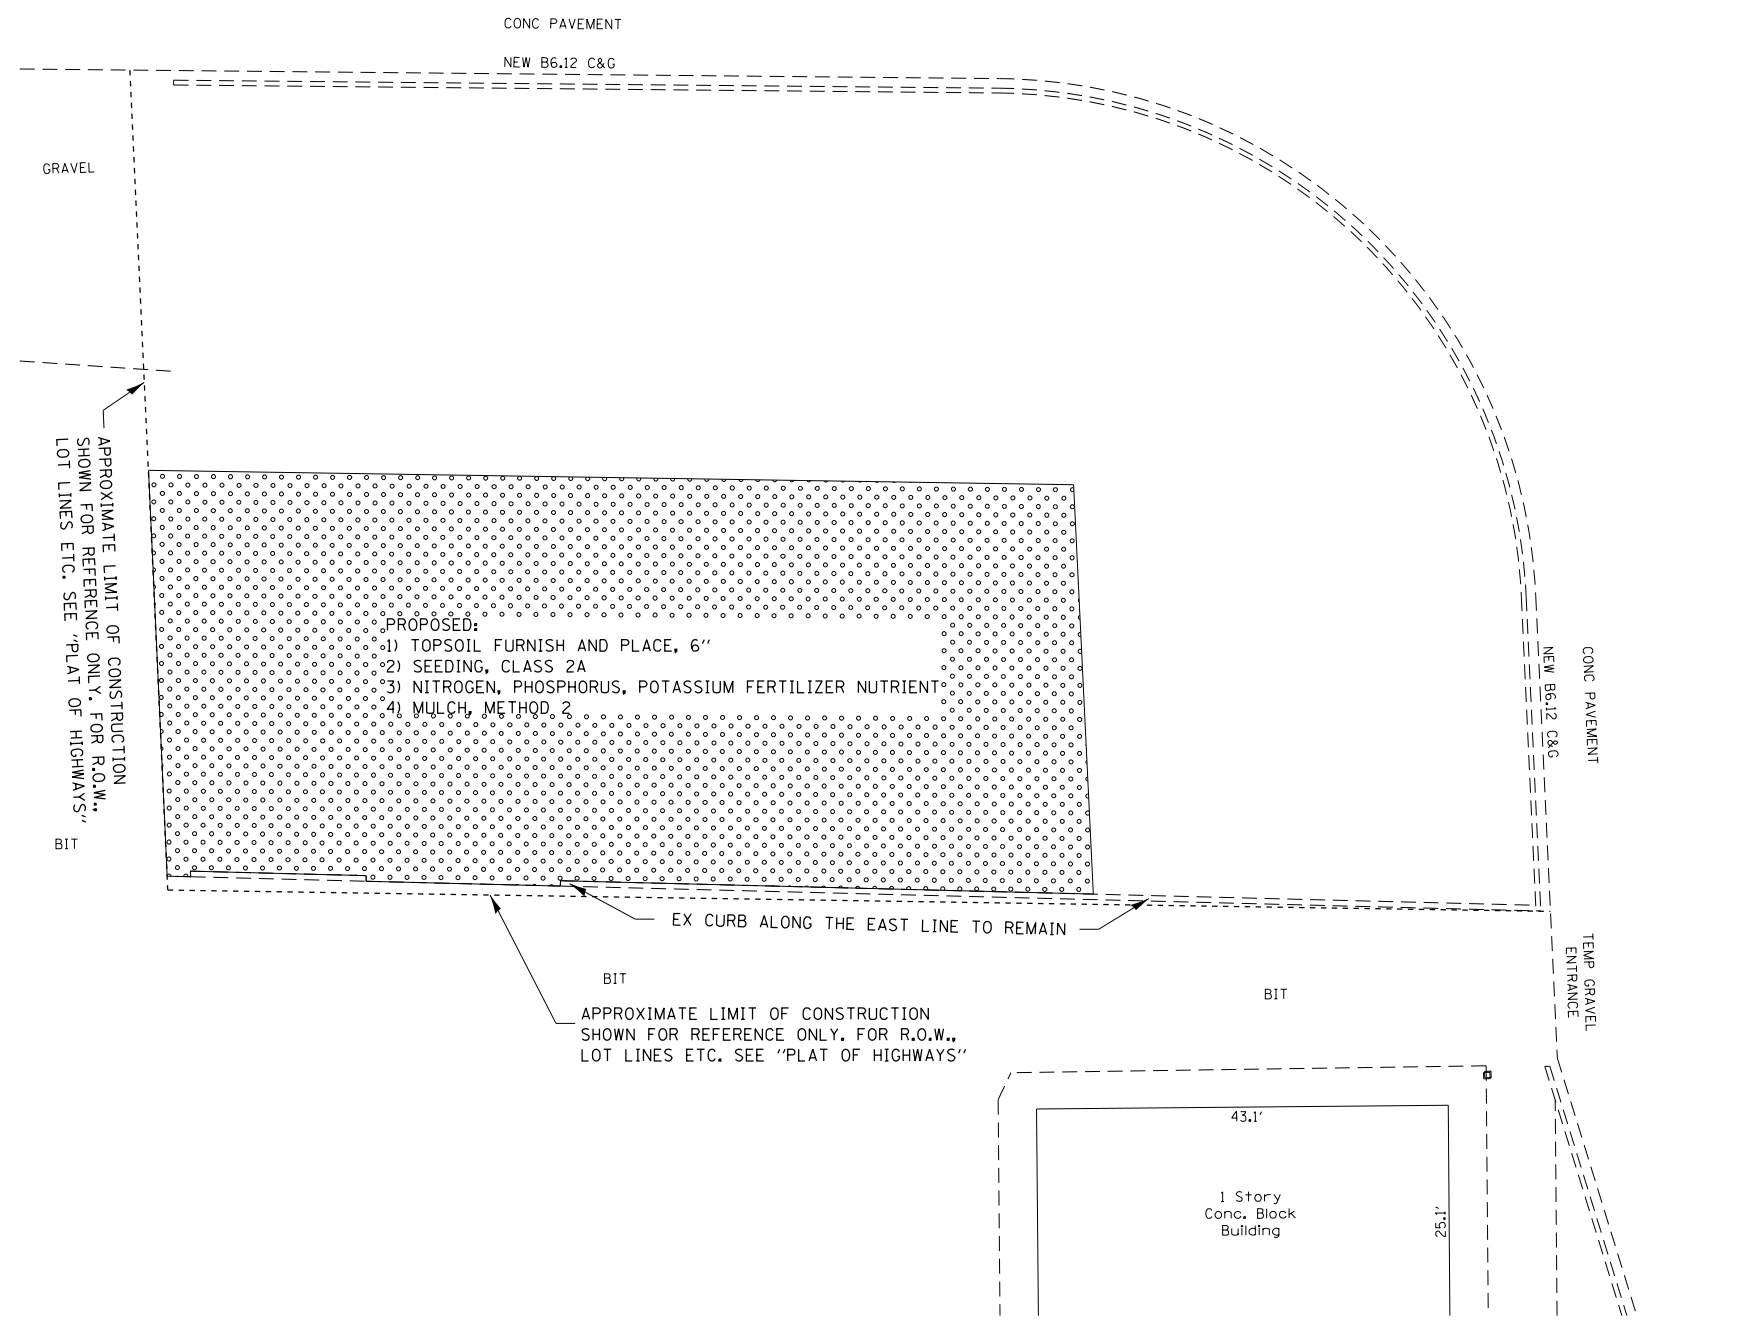 CONC PAVEMENT
NEW B6.12 C&G
GRAVEL
APPROXIMATE LIMIT OF CONSTRUCTION
SHOWN FOR REFERENCE ONLY. FOR R.O.W.,
LOT LINES ETC. SEE "PLAT OF HIGHWAYS"
BIT
PROPOSED:
1) TOPSOIL FURNISH AND PLACE, 6"
2) SEEDING, CLASS 2A
3) NITROGEN, PHOSPHORUS, POTASSIUM FERTILIZER NUTRIENT
4) MULCH, METHOD 2
NEW B6.12 C&G
CONC PAVEMENT
EX CURB ALONG THE EAST LINE TO REMAIN
TEMP GRAVEL
ENTRANCE
BIT
BIT
APPROXIMATE LIMIT OF CONSTRUCTION
SHOWN FOR REFERENCE ONLY. FOR R.O.W.,
LOT LINES ETC. SEE "PLAT OF HIGHWAYS"
43.1'
1 Story
Conc. Block
Building
25.1'